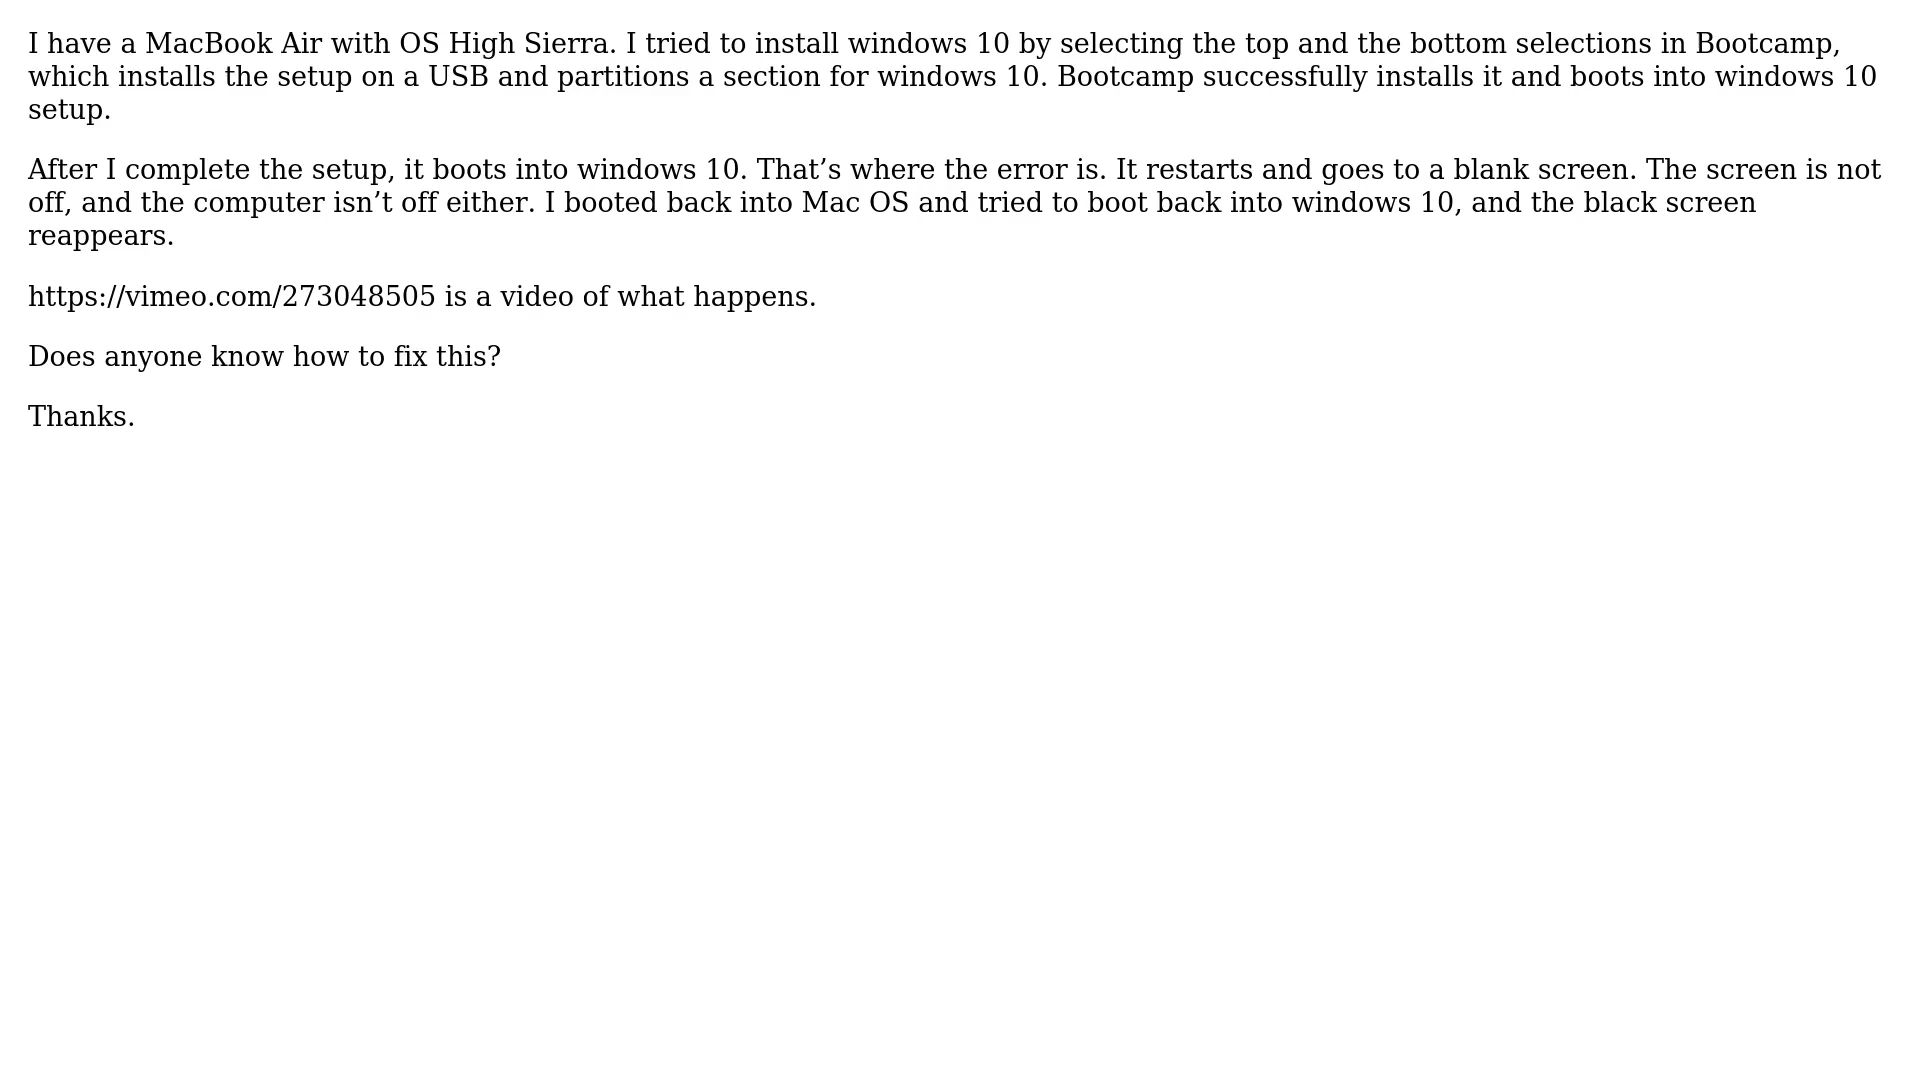 I have a MacBook Air with OS High Sierra. I tried to install windows 10 by selecting the top and the bottom selections in Bootcamp,
which installs the setup on a USB and partitions a section for windows 10. Bootcamp successfully installs it and boots into windows 10
setup.
After I complete the setup, it boots into windows 10. That’s where the error is. It restarts and goes to a blank screen. The screen is not
off, and the computer isn’t off either. I booted back into Mac OS and tried to boot back into windows 10, and the black screen
reappears.
https://vimeo.com/273048505 is a video of what happens.
Does anyone know how to fix this?
Thanks.